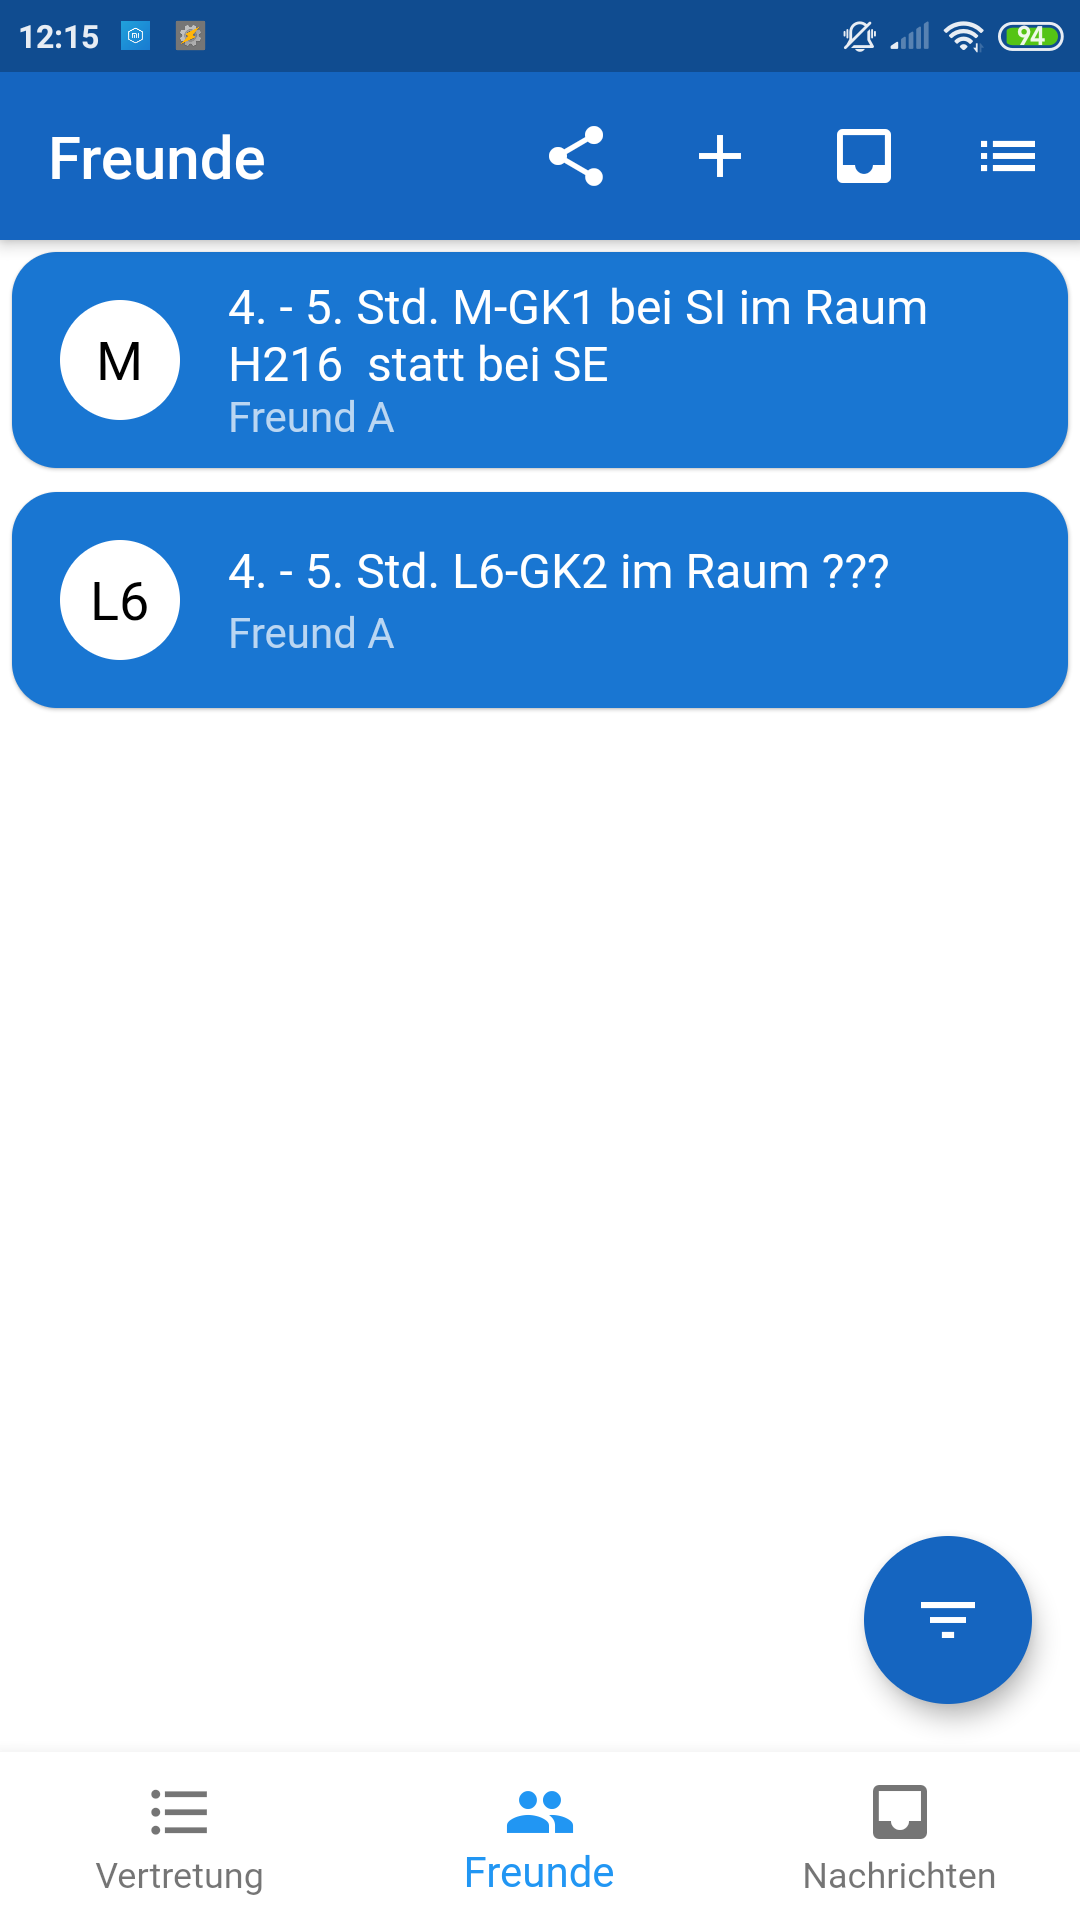 12:15
94
Freunde
M
4. - 5. Std. M-GK1 bei SI im Raum
H216  statt bei SE
Freund A
L6
4. - 5. Std. L6-GK2 im Raum ???
Freund A
Vertretung
Freunde
Nachrichten